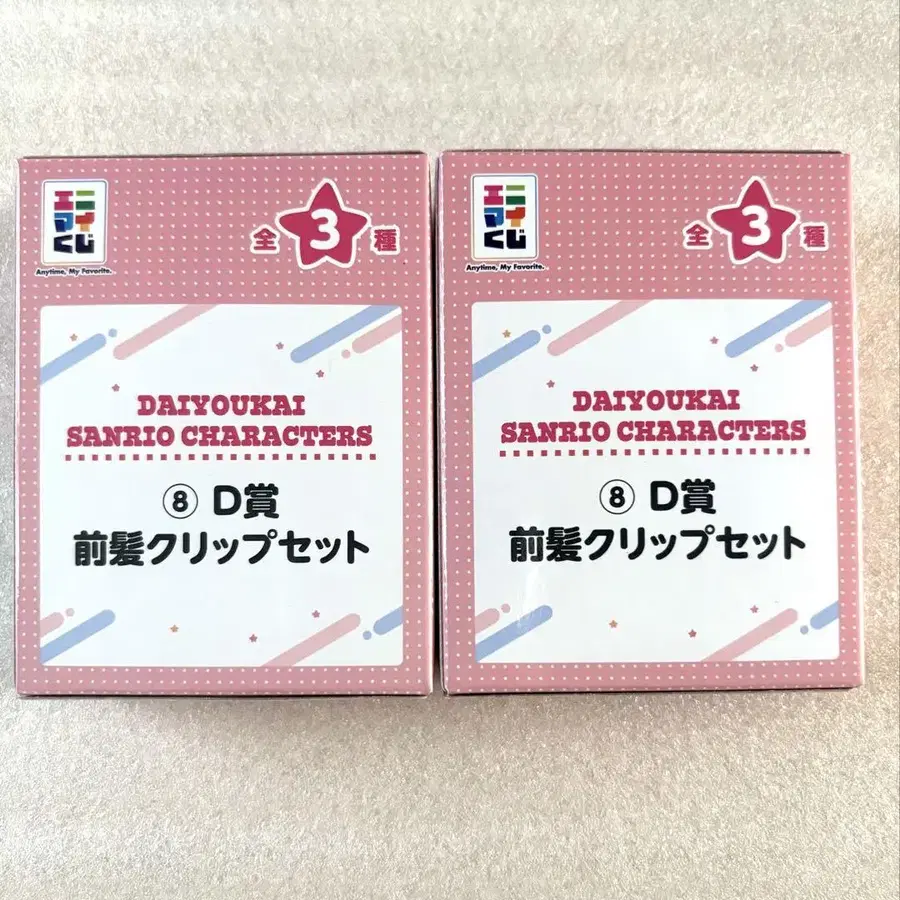 エニ
マイ
くじ
Anytime, My Favorite.
全3種
DAIYOUKAI
SANRIO CHARACTERS
⑧ D賞
前髪クリップセット
エニ
マイ
くじ
Anytime, My Favorite.
全3種
DAIYOUKAI
SANRIO CHARACTERS
⑧ D賞
前髪クリップセット